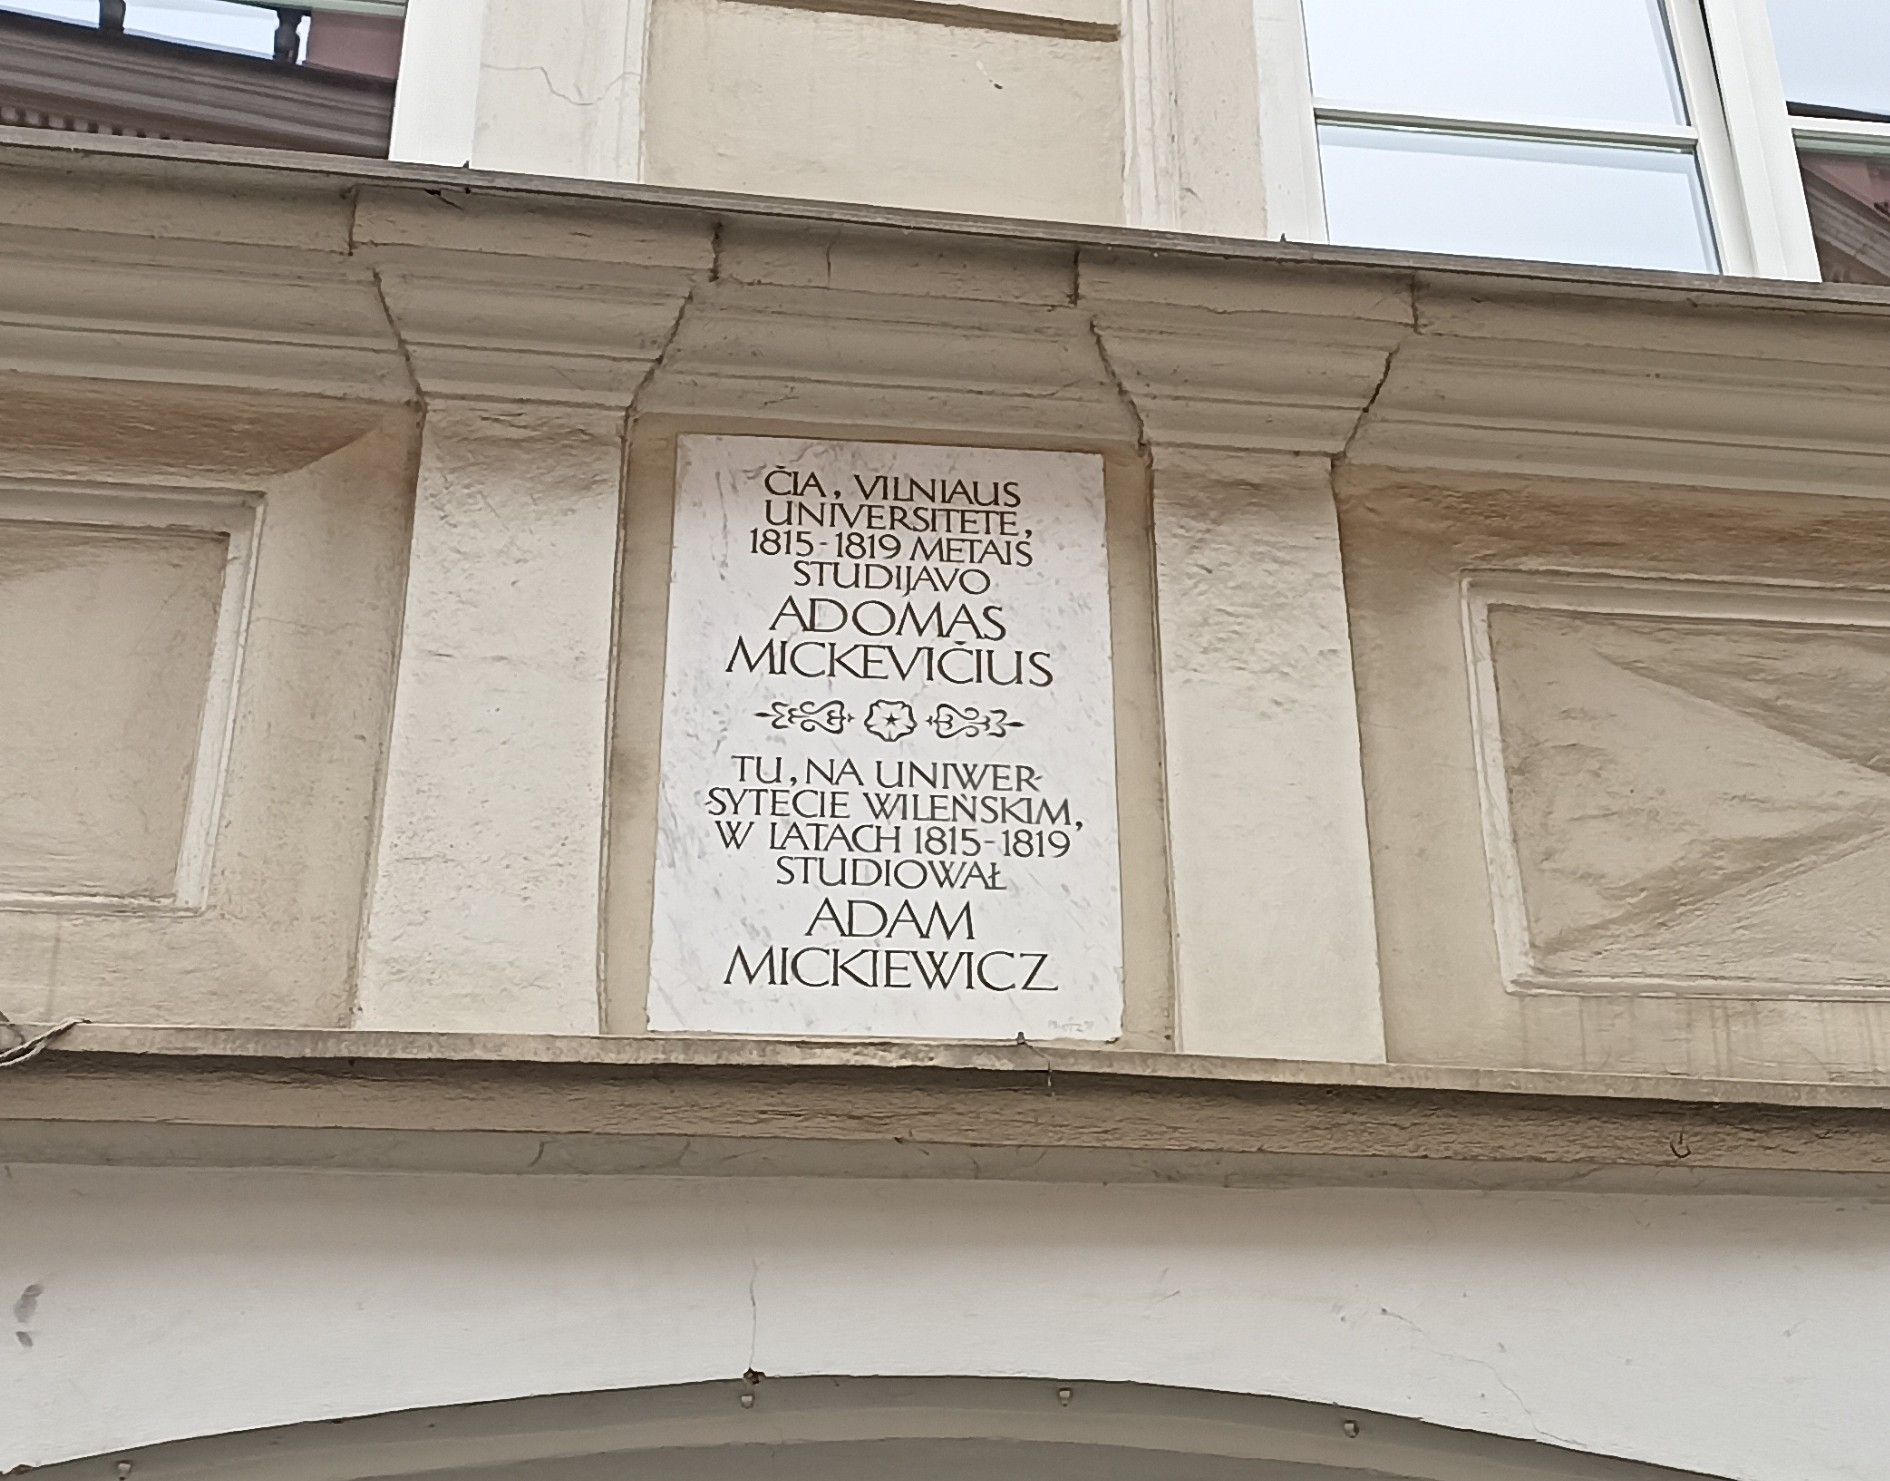 ČIA, VILNIAUS
UNIVERSITETE,
1815-1819 METAIS
STUDIJAVO
ADOMAS
MICKEVIČIUS
TU, NA UNIWER-
SYTECIE WILEŃSKIM,
W LATACH 1815-1819
STUDIOWAŁ
ADAM
MICKIEWICZ